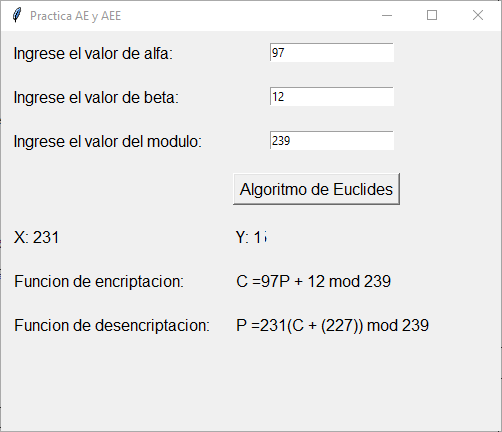 Practica AE y AEE
Ingrese el valor de alfa: 97
Ingrese el valor de beta: 12
Ingrese el valor del modulo: 239
Algoritmo de Euclides
X: 231 Y:
Funcion de encriptacion: C =97P + 12 mod 239
Funcion de desencriptacion: P =231(C + (227)) mod 239